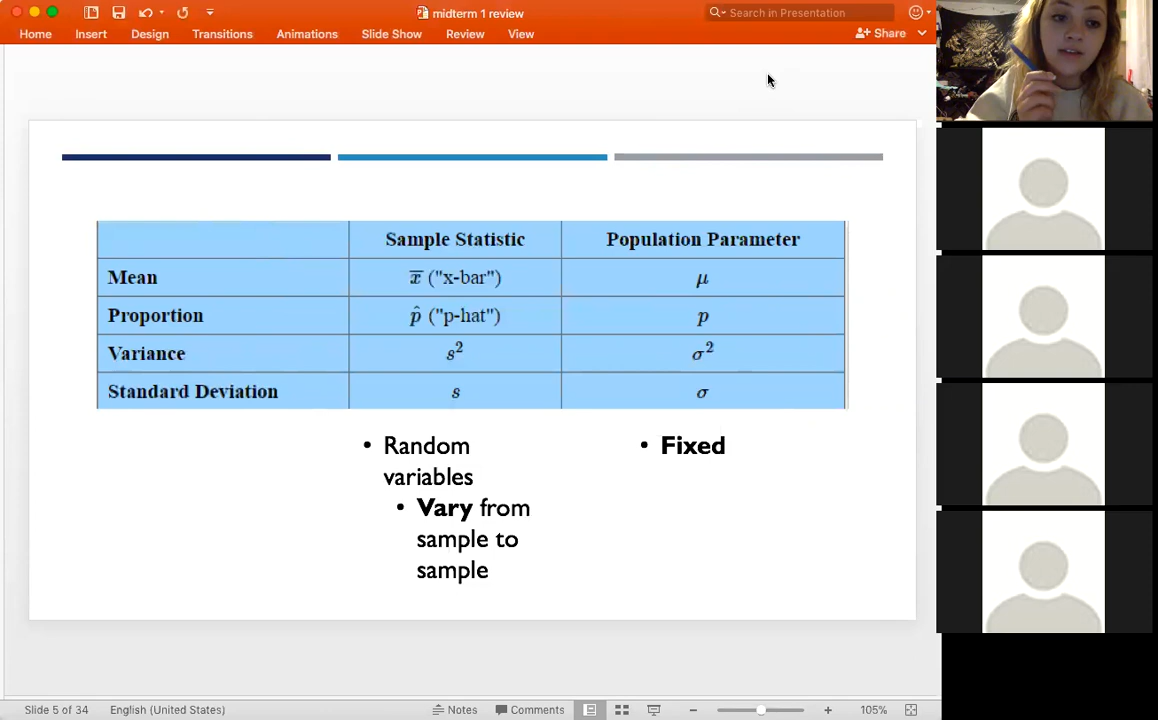 midterm 1 review
Search in Presentation
Home Insert Design Transitions Animations Slide Show Review View
Share
Sample Statistic Population Parameter
Mean x̅ ("x-bar") μ
Proportion p̂ ("p-hat") p
Variance s² σ²
Standard Deviation s σ
• Random
variables
• Vary from
sample to
sample
• Fixed
Slide 5 of 34 English (United States) Notes Comments 105%